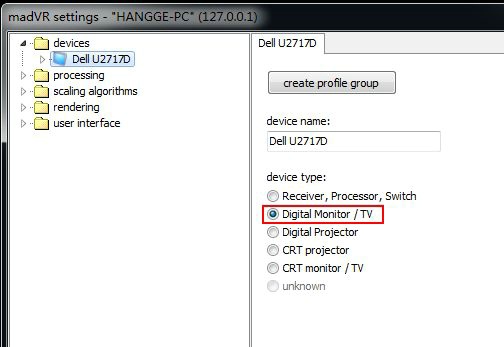 madVR settings - "HANGGE-PC" (127.0.0.1)
devices
Dell U2717D
processing
scaling algorithms
rendering
user interface
Dell U2717D
create profile group
device name:
Dell U2717D
device type:
Receiver, Processor, Switch
Digital Monitor / TV
Digital Projector
CRT projector
CRT monitor / TV
unknown